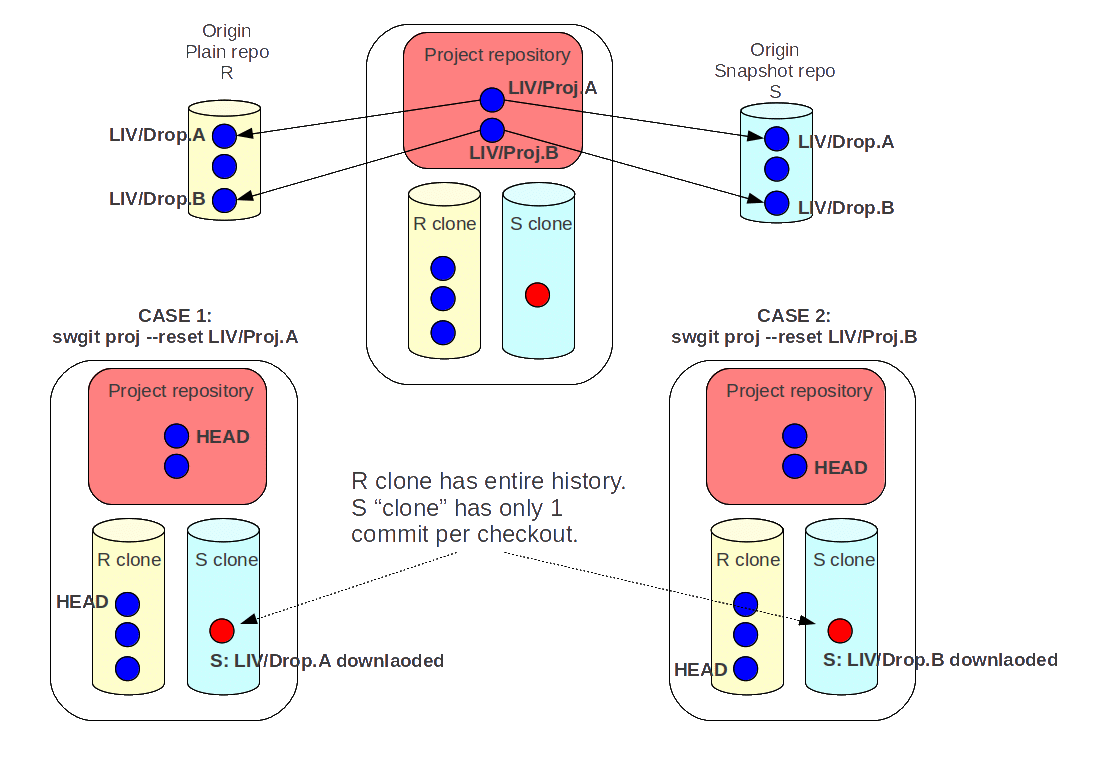 Origin
Plain repo
R
Project repository
LIV/Proj.A
LIV/Proj.B
Origin
Snapshot repo
S
LIV/Drop.A
LIV/Drop.B
LIV/Drop.A
LIV/Drop.B
R clone
S clone
CASE 1:
swgit proj --reset LIV/Proj.A
CASE 2:
swgit proj --reset LIV/Proj.B
Project repository
HEAD
R clone
S clone
HEAD
S: LIV/Drop.A downlaoded
R clone has entire history.
S “clone” has only 1
commit per checkout.
Project repository
HEAD
R clone
S clone
HEAD
S: LIV/Drop.B downlaoded